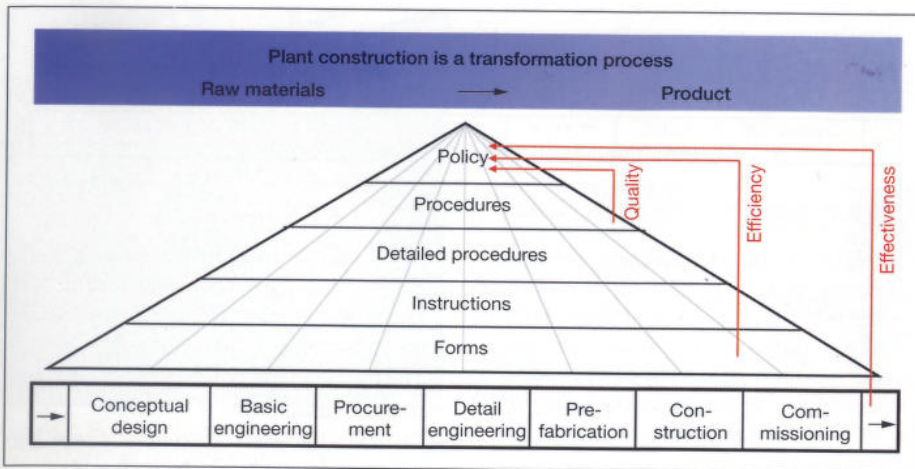 Plant construction is a transformation process
Raw materials → Product
Policy
Procedures
Detailed procedures
Instructions
Forms
Quality
Efficiency
Effectiveness
→
Conceptual
design
Basic
engineering
Procure-
ment
Detail
engineering
Pre-
fabrication
Con-
struction
Com-
missioning
→